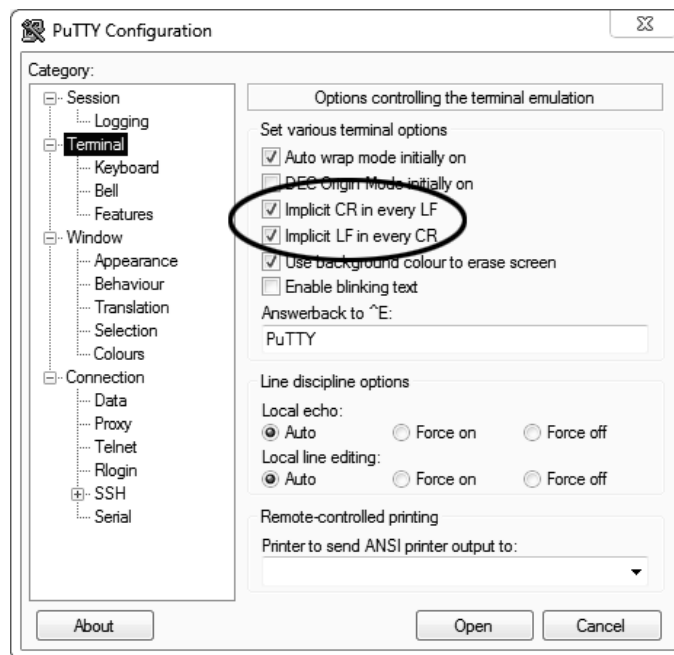 PuTTY Configuration
Category:
Session
Logging
Terminal
Keyboard
Bell
Features
Window
Appearance
Behaviour
Translation
Selection
Colours
Connection
Data
Proxy
Telnet
Rlogin
SSH
Serial
Options controlling the terminal emulation
Set various terminal options
Auto wrap mode initially on
DEC Origin Mode initially on
Implicit CR in every LF
Implicit LF in every CR
Use background colour to erase screen
Enable blinking text
Answerback to ^E:
PuTTY
Line discipline options
Local echo:
Auto Force on Force off
Local line editing:
Auto Force on Force off
Remote-controlled printing
Printer to send ANSI printer output to:
About Open Cancel